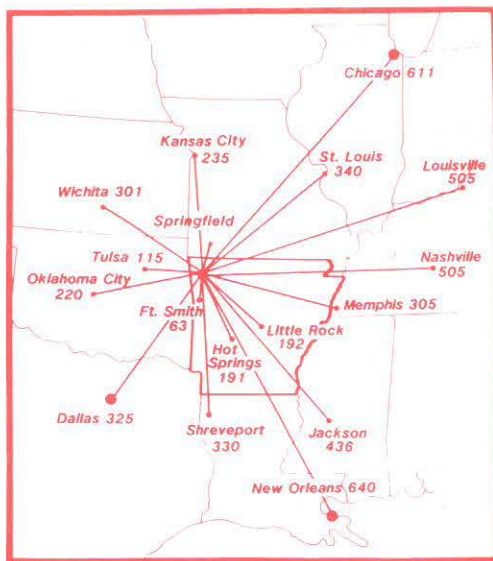 Chicago 611
Kansas City
235
St. Louis
340
Louisville
505
Wichita 301
Springfield
Tulsa 115
Nashville
505
Oklahoma City
220
Ft. Smith
63
Memphis 305
Little Rock
192
Hot
Springs
191
Dallas 325
Shreveport
330
Jackson
436
New Orleans 640